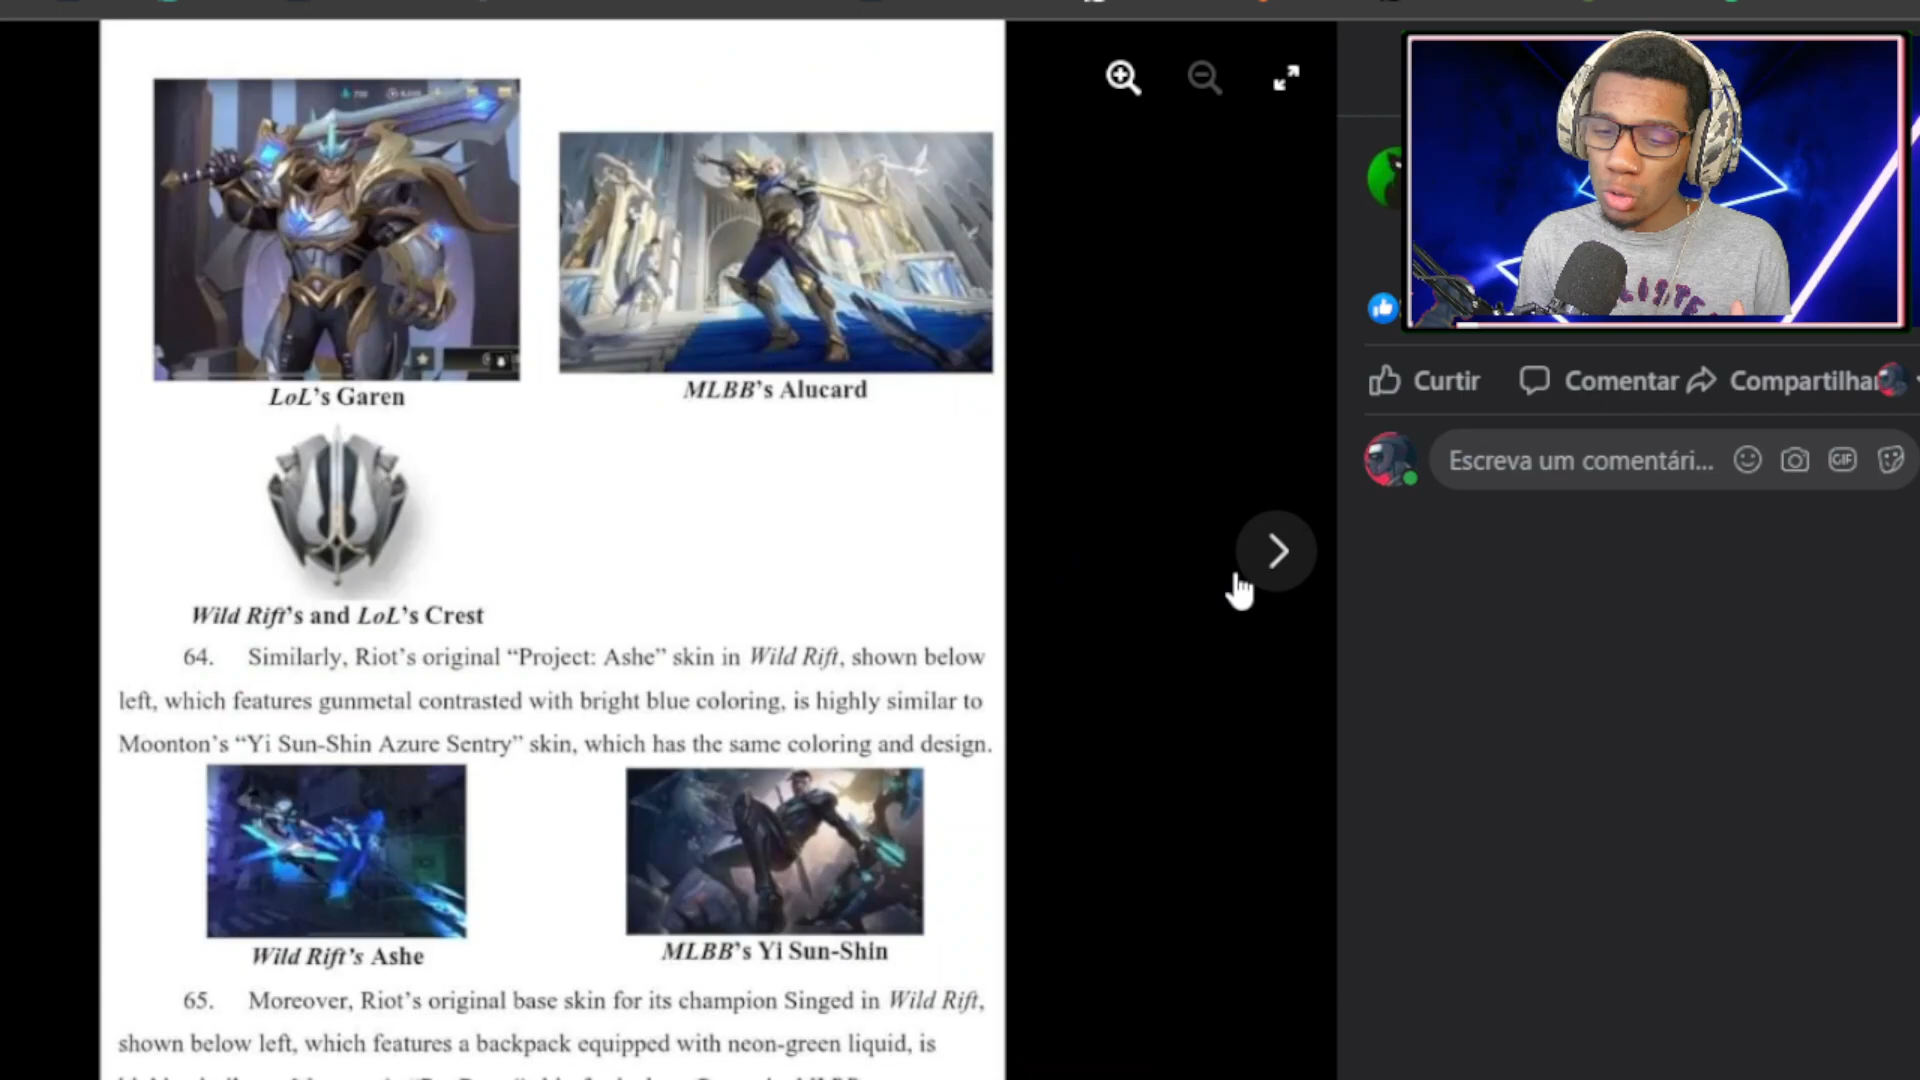 LoL's Garen
MLBB's Alucard
Wild Rift's and LoL's Crest
64. Similarly, Riot's original “Project: Ashe” skin in Wild Rift, shown below
left, which features gunmetal contrasted with bright blue coloring, is highly similar to
Moonton's “Yi Sun-Shin Azure Sentry” skin, which has the same coloring and design.
Wild Rift's Ashe
MLBB's Yi Sun-Shin
65. Moreover, Riot's original base skin for its champion Singed in Wild Rift,
shown below left, which features a backpack equipped with neon-green liquid, is
Curtir
Comentar
Compartilhar
Escreva um comentári...
GIF